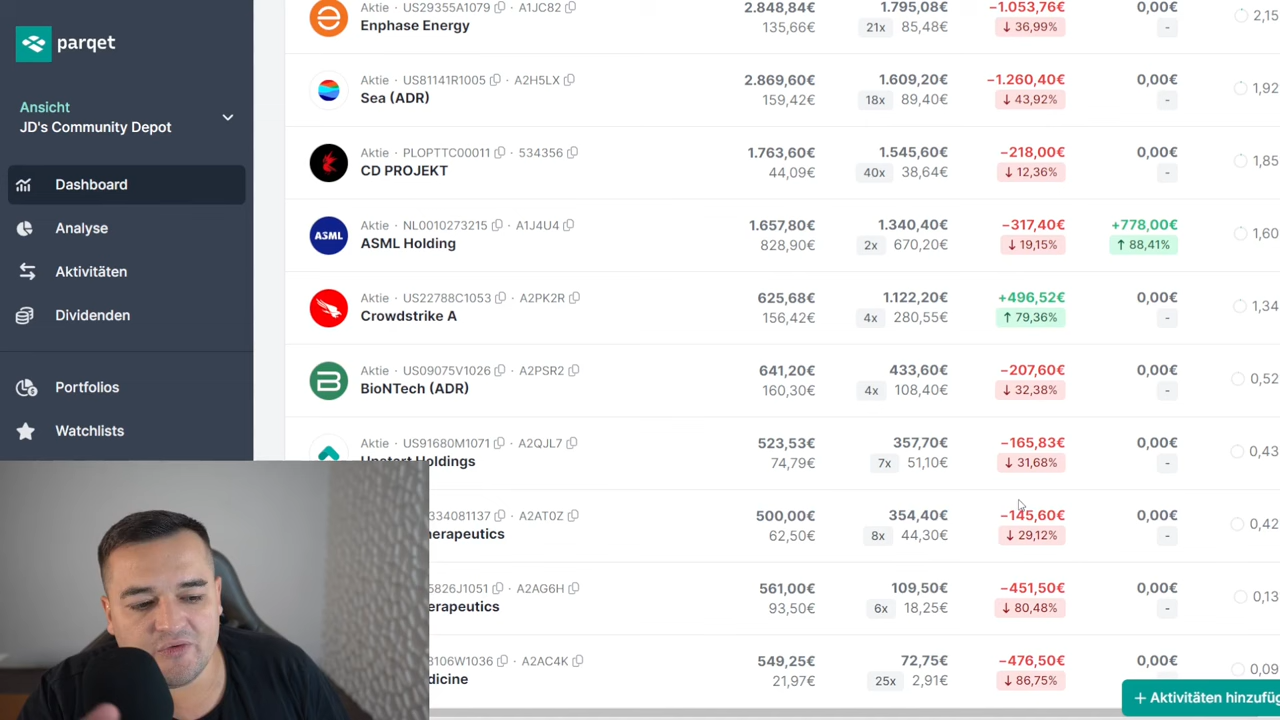 parqet
Ansicht
JD's Community Depot
Dashboard
Analyse
Aktivitäten
Dividenden
Portfolios
Watchlists
Aktie · US29355A1079 · A1JC82 2.848,84€ 1.795,08€ −1.053,76€ 0,00€
Enphase Energy 135,66€ 21x 85,48€ ↓ 36,99% - 2,15
Aktie · US81141R1005 · A2H5LX 2.869,60€ 1.609,20€ −1.260,40€ 0,00€
Sea (ADR) 159,42€ 18x 89,40€ ↓ 43,92% - 1,92
Aktie · PLOPTTC00011 · 534356 1.763,60€ 1.545,60€ −218,00€ 0,00€
CD PROJEKT 44,09€ 40x 38,64€ ↓ 12,36% - 1,85
Aktie · NL0010273215 · A1J4U4 1.657,80€ 1.340,40€ −317,40€ +778,00€
ASML ASML Holding 828,90€ 2x 670,20€ ↓ 19,15% ↑ 88,41% 1,60
Aktie · US22788C1053 · A2PK2R 625,68€ 1.122,20€ +496,52€ 0,00€
Crowdstrike A 156,42€ 4x 280,55€ ↑ 79,36% - 1,34
Aktie · US09075V1026 · A2PSR2 641,20€ 433,60€ −207,60€ 0,00€
BioNTech (ADR) 160,30€ 4x 108,40€ ↓ 32,38% - 0,52
Aktie · US91680M1071 · A2QJL7 523,53€ 357,70€ −165,83€ 0,00€
Upstart Holdings 74,79€ 7x 51,10€ ↓ 31,68% - 0,43
334081137 · A2AT0Z 500,00€ 354,40€ −145,60€ 0,00€
herapeutics 62,50€ 8x 44,30€ ↓ 29,12% - 0,42
5826J1051 · A2AG6H 561,00€ 109,50€ −451,50€ 0,00€
erapeutics 93,50€ 6x 18,25€ ↓ 80,48% - 0,13
3106W1036 · A2AC4K 549,25€ 72,75€ −476,50€ 0,00€
dicine 21,97€ 25x 2,91€ ↓ 86,75% - 0,09
+ Aktivitäten hinzufüg